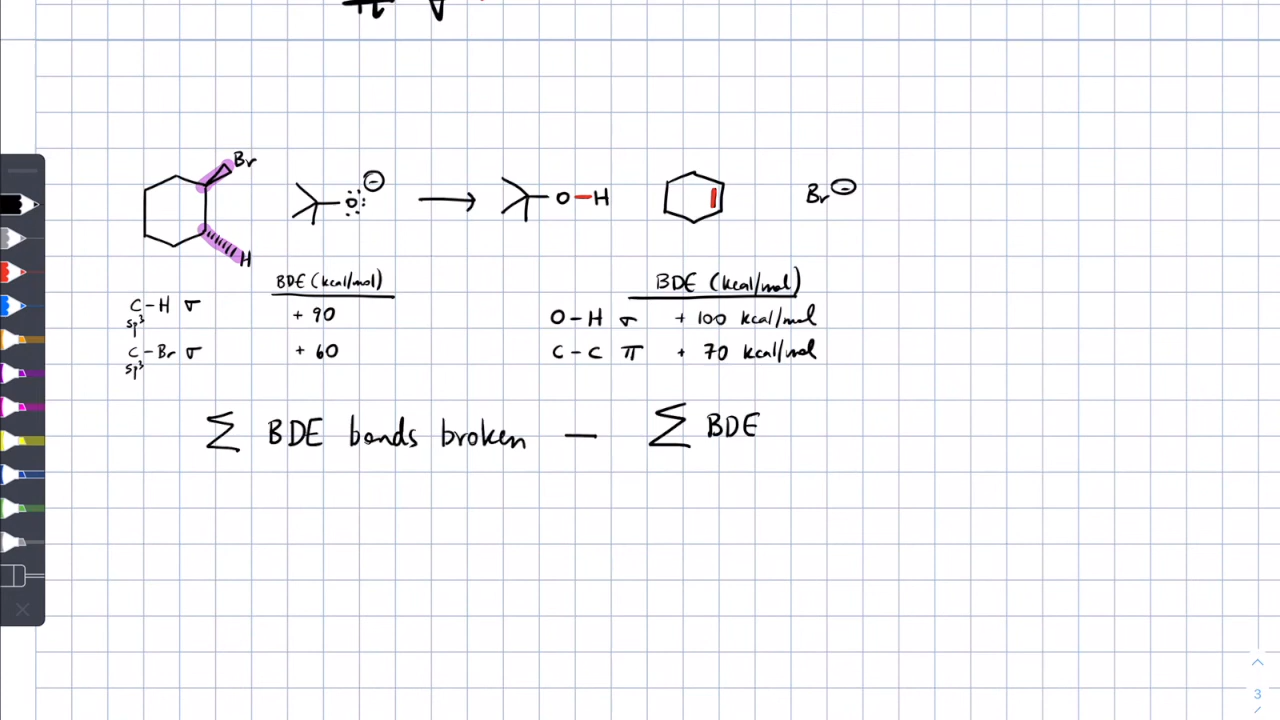 Br
O: ⊖ → O-H Br ⊖
H
BDE (kcal/mol) BDE (kcal/mol)
C-H σ + 90 O-H σ + 100 kcal/mol
sp³
C-Br σ + 60 C-C π + 70 kcal/mol
sp³
Σ BDE bonds broken — Σ BDE
3